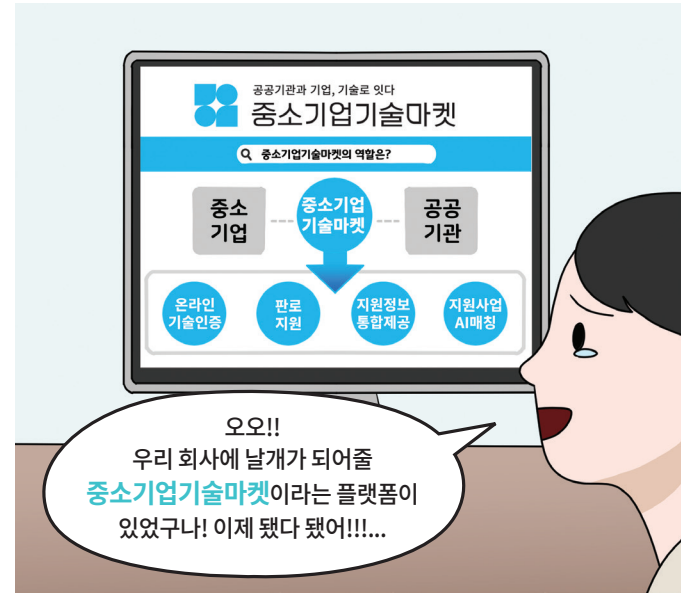 공공기관과 기업, 기술로 잇다
중소기업기술마켓
중소기업기술마켓의 역할은?
중소
기업
중소기업
기술마켓
공공
기관
온라인
기술인증
판로
지원
지원정보
통합제공
지원사업
AI매칭
오오!!
우리 회사에 날개가 되어줄
중소기업기술마켓이라는 플랫폼이
있었구나! 이제 됐다 됐어!!!...